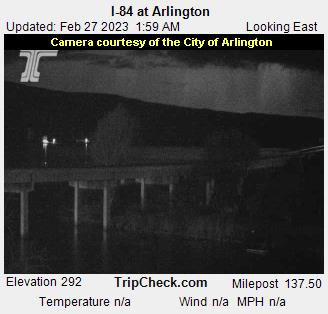 I-84 at Arlington
Updated: Feb 27 2023 1:59 AM Looking East
Camera courtesy of the City of Arlington
Elevation 292 TripCheck.com Milepost 137.50
Temperature n/a Wind n/a MPH n/a